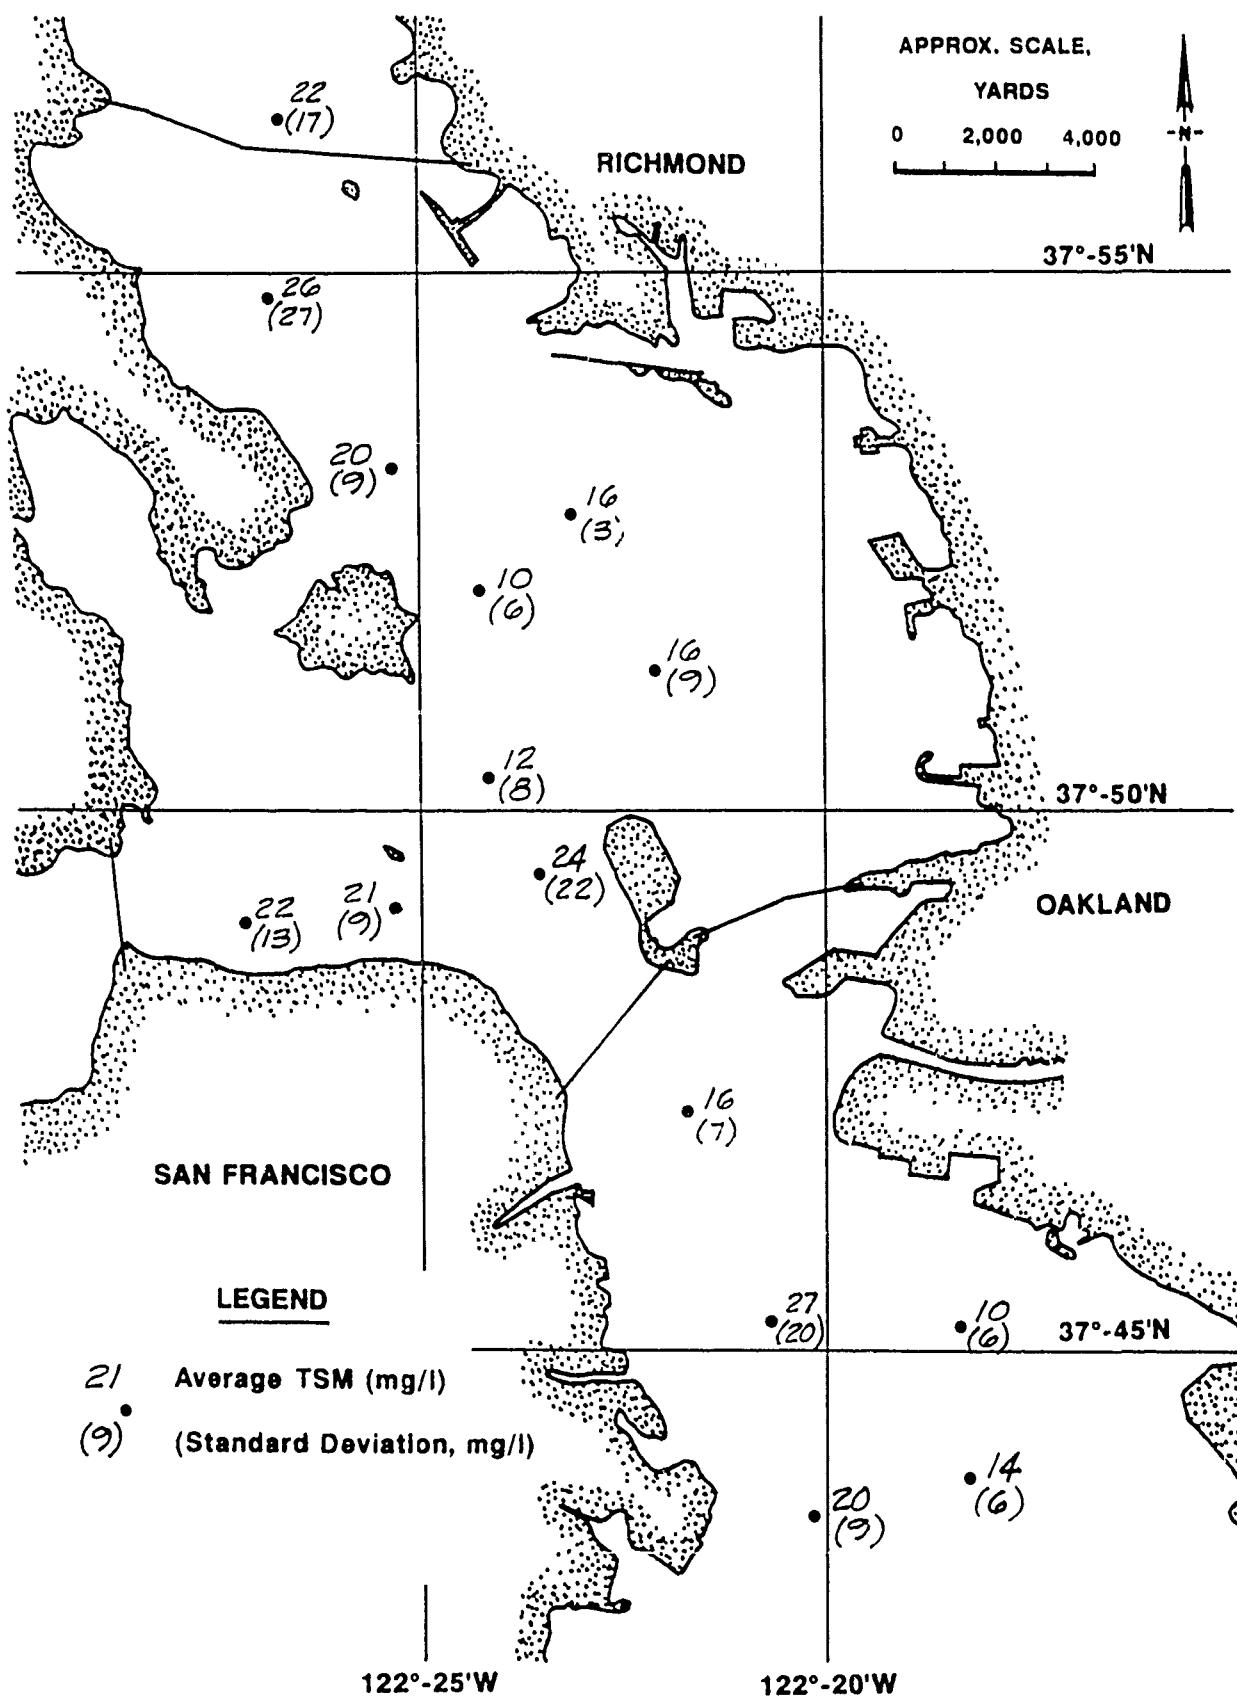 APPROX. SCALE,
YARDS
0 2,000 4,000
-N-
22
(17)
RICHMOND
37°-55'N
26
(27)
20
(9)
16
(3)
10
(6)
16
(9)
12
(8)
37°-50'N
24
(22)
21
(9)
22
(13)
OAKLAND
16
(7)
SAN FRANCISCO
LEGEND
27
(20)
10
(6)
37°-45'N
21 Average TSM (mg/l)
(9) (Standard Deviation, mg/l)
14
(6)
20
(9)
122°-25'W 122°-20'W